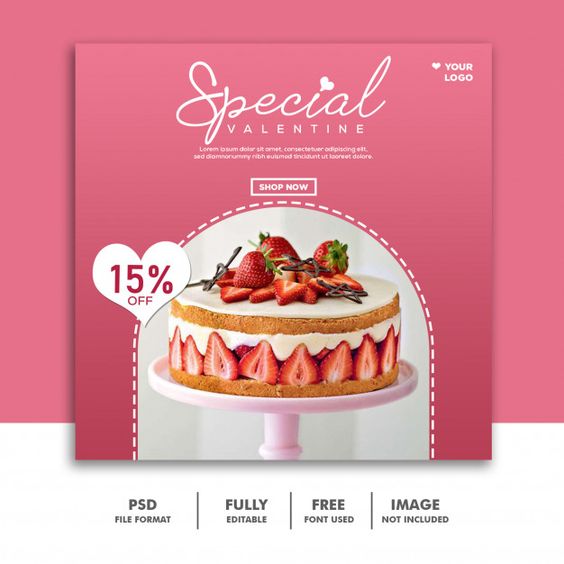 Special
VALENTINE
YOUR
LOGO
Lorem ipsum dolor sit amet, consectetuer adipiscing elit,
sed diamnonummy nibh euismod tincidunt ut laoreet dolore.
SHOP NOW
15%
OFF
PSD
FILE FORMAT
FULLY
EDITABLE
FREE
FONT USED
IMAGE
NOT INCLUDED